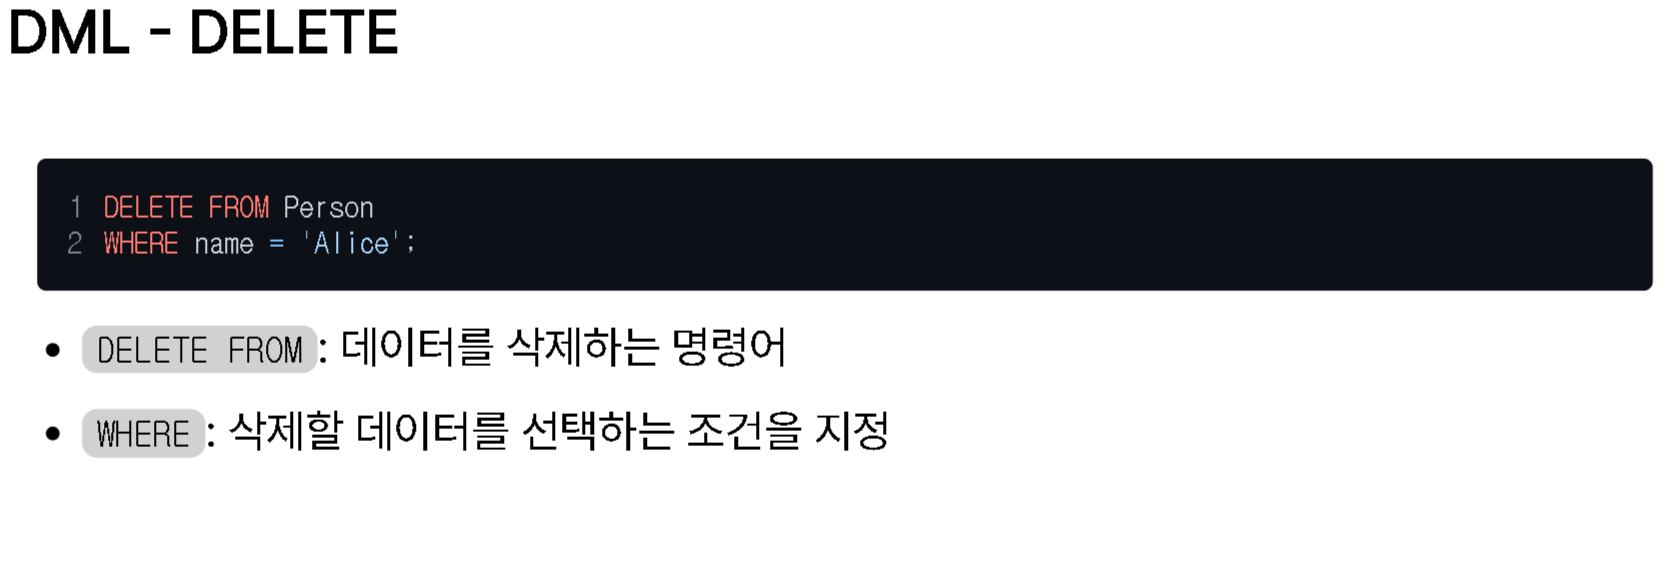 DML - DELETE
1 DELETE FROM Person
2 WHERE name = 'Alice';
• DELETE FROM : 데이터를 삭제하는 명령어
• WHERE : 삭제할 데이터를 선택하는 조건을 지정